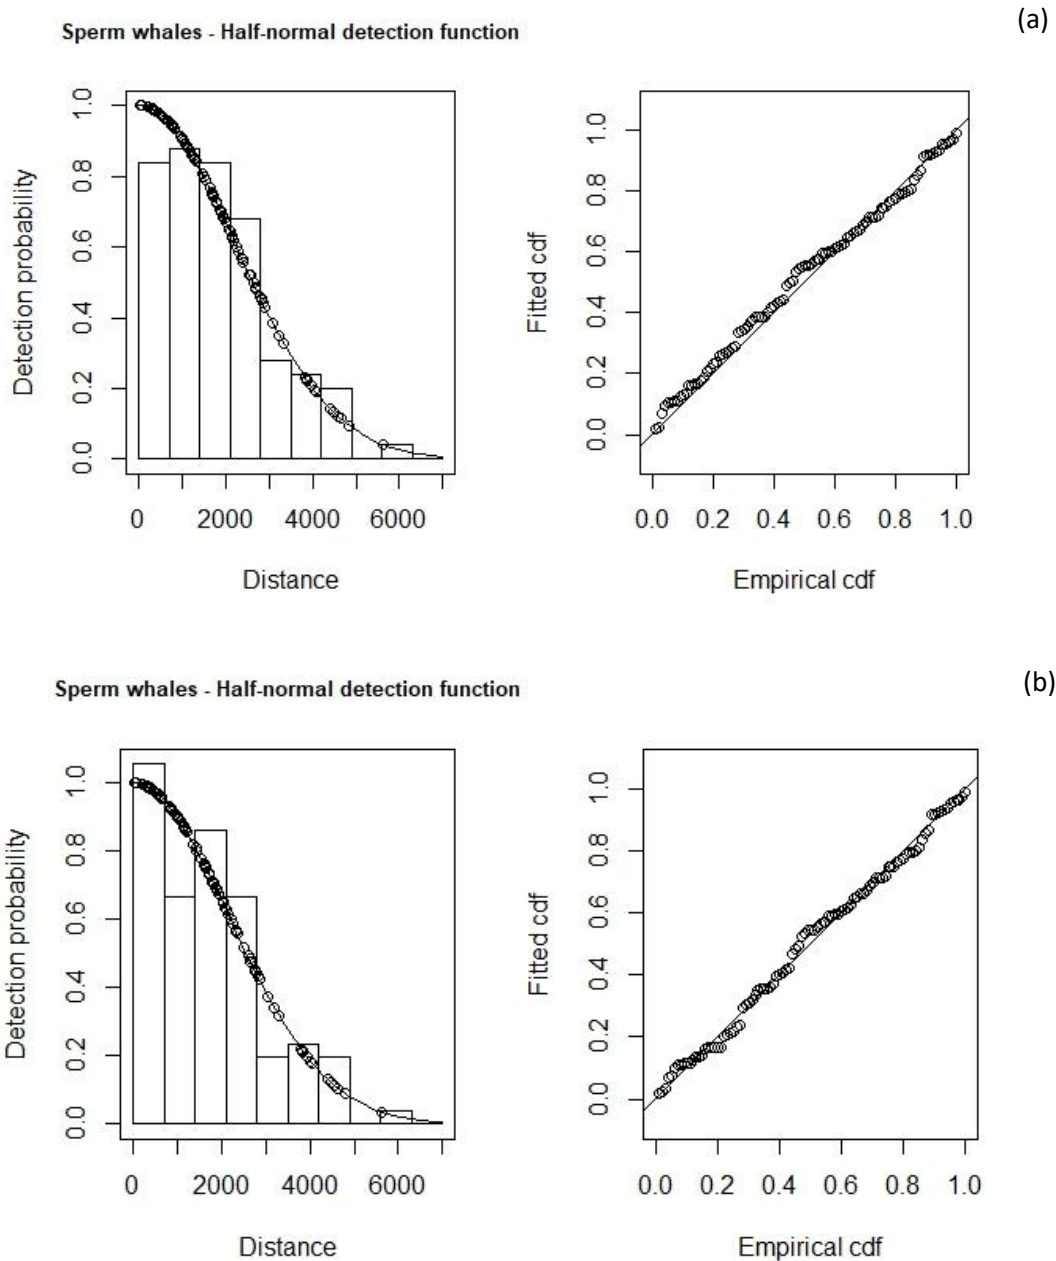 (a)
Sperm whales - Half-normal detection function
Detection probability
1.0
0.8
0.6
0.4
0.2
0.0
0 2000 4000 6000
Distance
Fitted cdf
1.0
0.8
0.6
0.4
0.2
0.0
0.0 0.2 0.4 0.6 0.8 1.0
Empirical cdf
(b)
Sperm whales - Half-normal detection function
Detection probability
1.0
0.8
0.6
0.4
0.2
0.0
0 2000 4000 6000
Distance
Fitted cdf
1.0
0.8
0.6
0.4
0.2
0.0
0.0 0.2 0.4 0.6 0.8 1.0
Empirical cdf